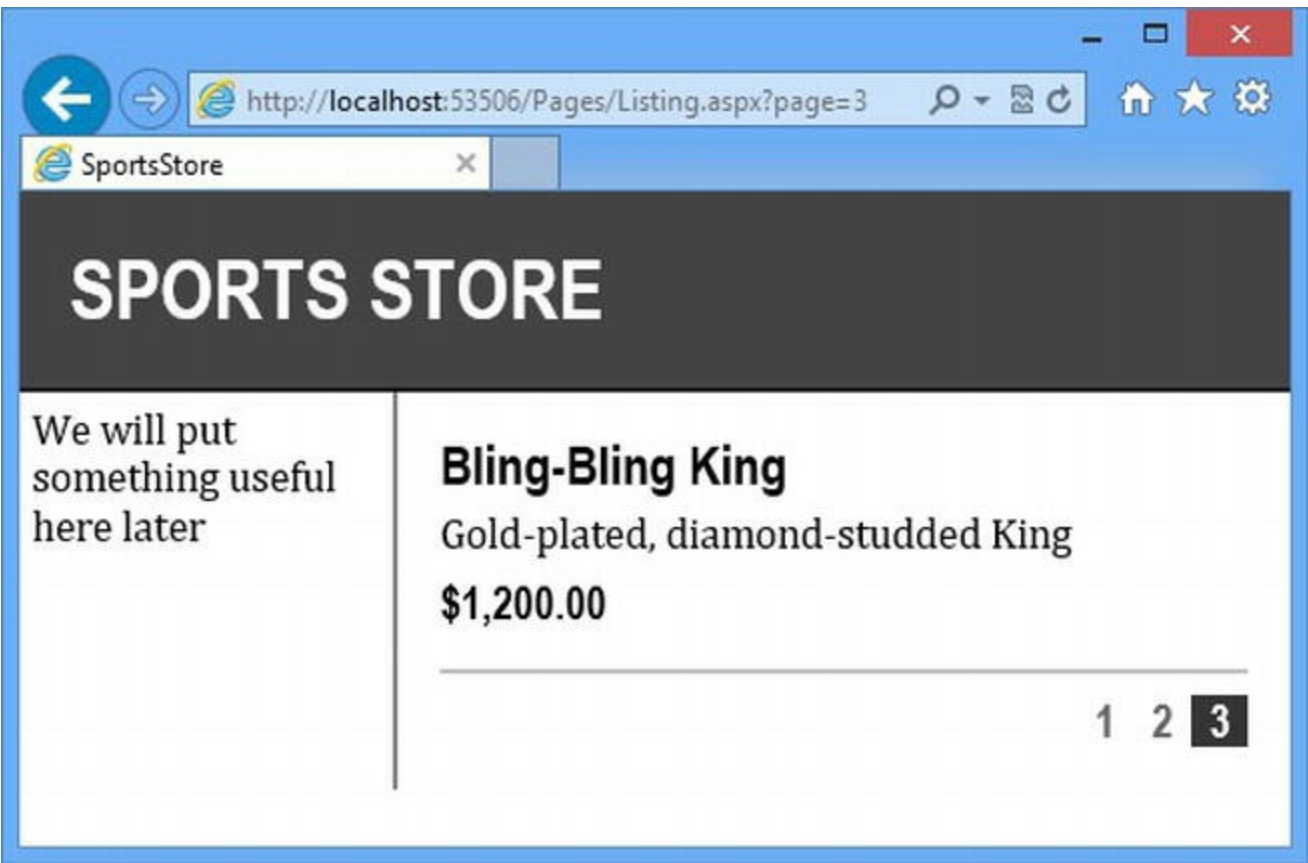 http://localhost:53506/Pages/Listing.aspx?page=3
SportsStore
SPORTS STORE
We will put
something useful
here later
Bling-Bling King
Gold-plated, diamond-studded King
$1,200.00
1 2 3